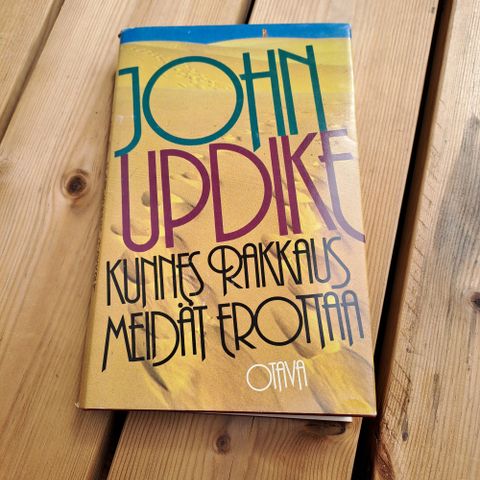 JOHN
UPDIKE
KUNNES RAKKAUS
MEIDÄT EROTTAA
OTAVA